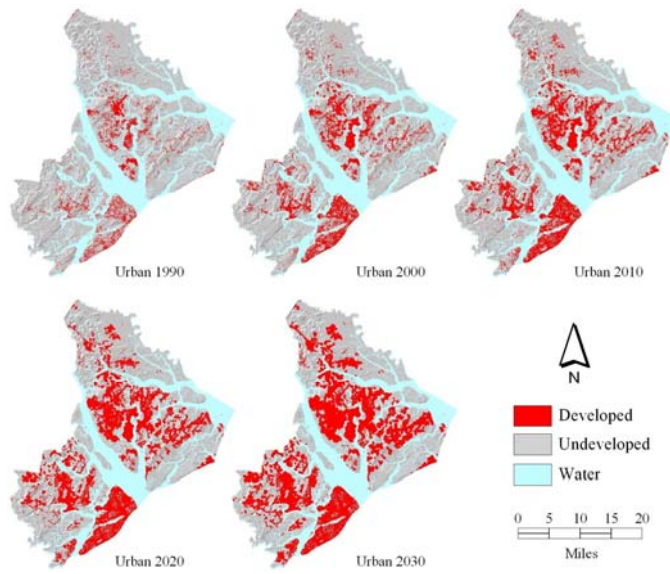 Urban 1990
Urban 2000
Urban 2010
Urban 2020
Urban 2030
N
Developed
Undeveloped
Water
0 5 10 15 20
Miles